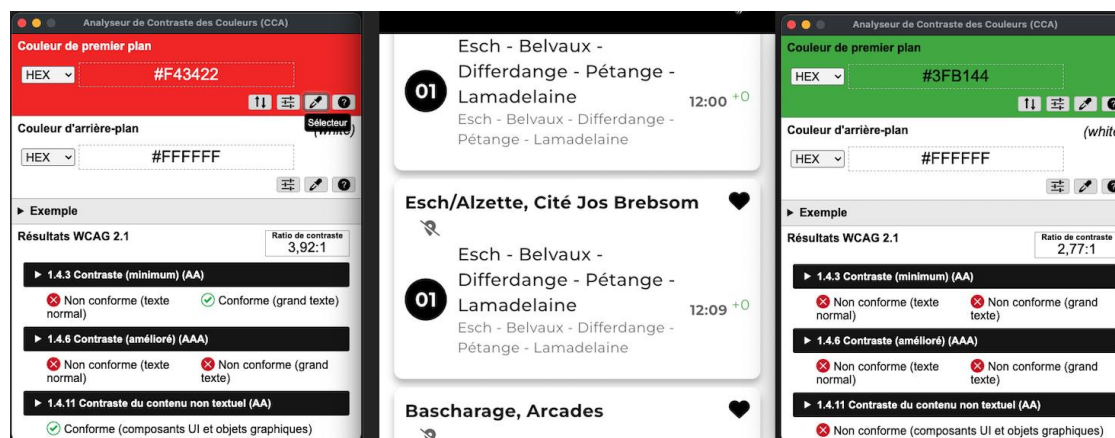 Analyseur de Contraste des Couleurs (CCA)
Couleur de premier plan
HEX
#F43422
Sélecteur
Couleur d'arrière-plan
(white)
HEX
#FFFFFF
Exemple
Résultats WCAG 2.1
Ratio de contraste
3,92:1
1.4.3 Contraste (minimum) (AA)
Non conforme (texte normal)
Conforme (grand texte)
1.4.6 Contraste (amélioré) (AAA)
Non conforme (texte normal)
Non conforme (grand texte)
1.4.11 Contraste du contenu non textuel (AA)
Conforme (composants UI et objets graphiques)
01
Esch - Belvaux -
Differdange - Pétange -
Lamadelaine
12:00 +0
Esch - Belvaux - Differdange -
Pétange - Lamadelaine
Esch/Alzette, Cité Jos Brebsom
01
Esch - Belvaux -
Differdange - Pétange -
Lamadelaine
12:09 +0
Esch - Belvaux - Differdange -
Pétange - Lamadelaine
Bascharage, Arcades
Analyseur de Contraste des Couleurs (CCA)
Couleur de premier plan
HEX
#3FB144
Couleur d'arrière-plan
(white
HEX
#FFFFFF
Exemple
Résultats WCAG 2.1
Ratio de contraste
2,77:1
1.4.3 Contraste (minimum) (AA)
Non conforme (texte normal)
Non conforme (grand texte)
1.4.6 Contraste (amélioré) (AAA)
Non conforme (texte normal)
Non conforme (grand texte)
1.4.11 Contraste du contenu non textuel (AA)
Non conforme (composants UI et objets graphiques)